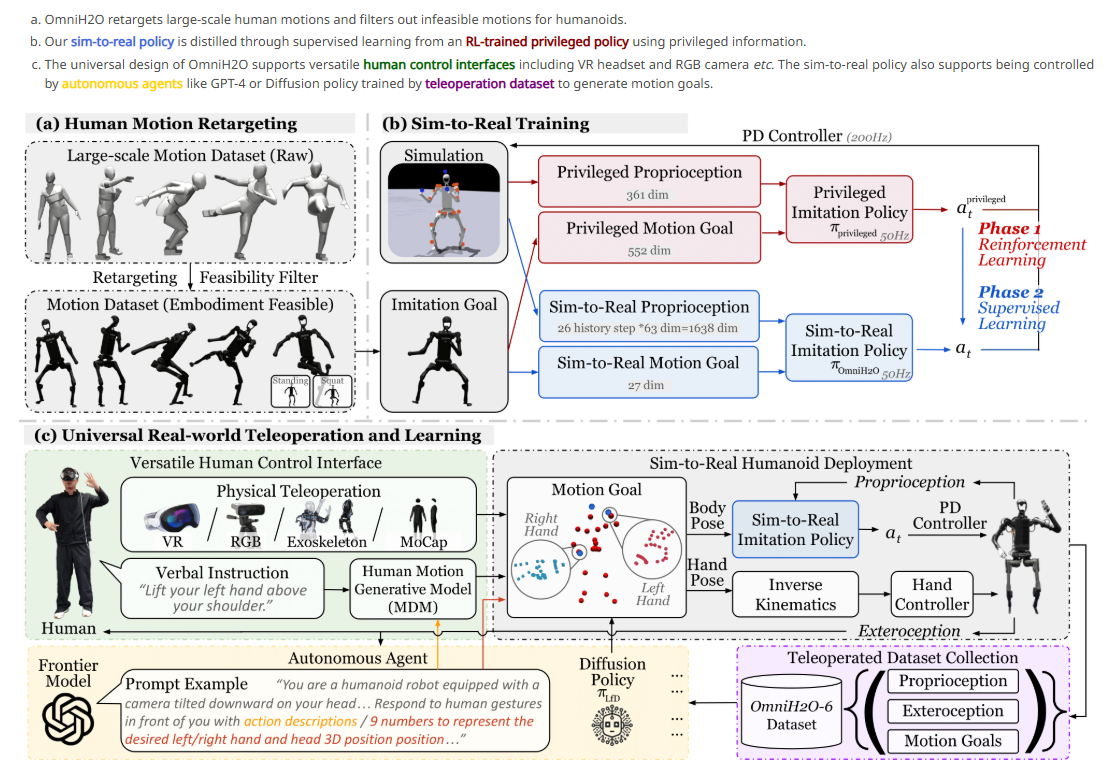 a. OmniH2O retargets large-scale human motions and filters out infeasible motions for humanoids.
b. Our sim-to-real policy is distilled through supervised learning from an RL-trained privileged policy using privileged information.
c. The universal design of OmniH2O supports versatile human control interfaces including VR headset and RGB camera etc. The sim-to-real policy also supports being controlled
by autonomous agents like GPT-4 or Diffusion policy trained by teleoperation dataset to generate motion goals.
(a) Human Motion Retargeting
Large-scale Motion Dataset (Raw)
Retargeting
Feasibility Filter
Motion Dataset (Embodiment Feasible)
Standing
Squat
(b) Sim-to-Real Training
PD Controller (200Hz)
Simulation
Imitation Goal
Privileged Proprioception
361 dim
Privileged Motion Goal
552 dim
Sim-to-Real Proprioception
26 history step *63 dim=1638 dim
Sim-to-Real Motion Goal
27 dim
Privileged
Imitation Policy
πprivileged 50Hz
Sim-to-Real
Imitation Policy
πOmniH2O 50Hz
a_t^privileged
Phase 1
Reinforcement
Learning
Phase 2
Supervised
Learning
a_t
(c) Universal Real-world Teleoperation and Learning
Versatile Human Control Interface
Physical Teleoperation
VR / RGB / Exoskeleton / MoCap
Verbal Instruction
“Lift your left hand above
your shoulder.”
Human Motion
Generative Model
(MDM)
Human
Sim-to-Real Humanoid Deployment
Motion Goal
Right
Hand
Left
Hand
Body
Pose
Hand
Pose
Proprioception
Sim-to-Real
Imitation Policy
a_t
PD
Controller
Inverse
Kinematics
Hand
Controller
Exteroception
Frontier
Model
Autonomous Agent
Prompt Example “You are a humanoid robot equipped with a
camera tilted downward on your head… Respond to human gestures
in front of you with action descriptions / 9 numbers to represent the
desired left/right hand and head 3D position position…”
Diffusion
Policy
πLfD
...
...
...
...
Teleoperated Dataset Collection
OmniH2O-6
Dataset
Proprioception
Exteroception
Motion Goals